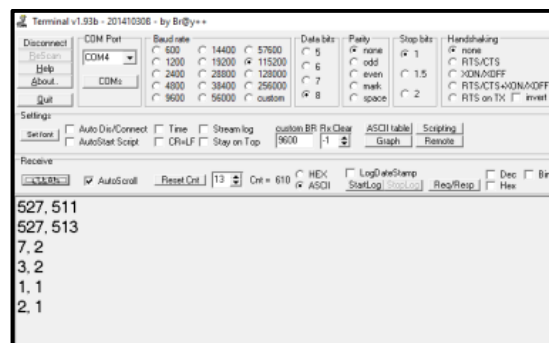 Terminal v1.93b - 20141030B - by Br@y++
Disconnect
ReScan
Help
About..
Quit
COM Port
COM4
COMs
Baud rate
600 14400 57600
1200 19200 115200
2400 28800 128000
4800 38400 256000
9600 56000 custom
Data bits
5
6
7
8
Parity
none
odd
even
mark
space
Stop bits
1
1.5
2
Handshaking
none
RTS/CTS
XON/XOFF
RTS/CTS+XON/XOFF
RTS on TX invert
Settings
Set font
Auto Dis/Connect Time Stream log
AutoStart Script CR=LF Stay on Top
custom BR Rx Clear
9600 -1
ASCII table Scripting
Graph Remote
Receive
CLEAR AutoScroll Reset Cnt 13 Cnt = 610
HEX
ASCII
LogDateStamp
StartLog StopLog Req/Resp
Dec Bin
Hex
527, 511
527, 513
7, 2
3, 2
1, 1
2, 1